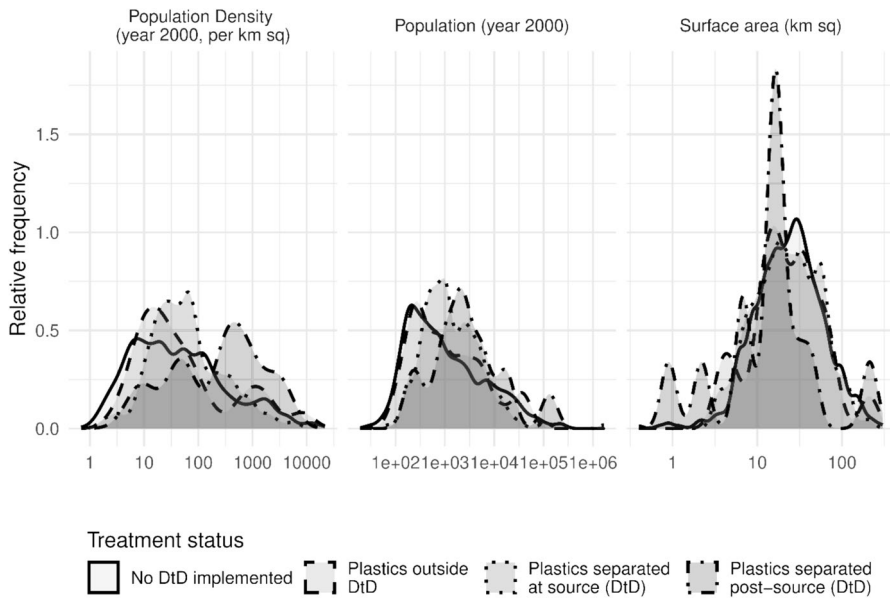 Population Density
(year 2000, per km sq)
Population (year 2000)
Surface area (km sq)
Relative frequency
1.5
1.0
0.5
0.0
1 10 100 1000 10000
1e+021e+031e+041e+051e+06
1 10 100
Treatment status
No DtD implemented
Plastics outside
DtD
Plastics separated
at source (DtD)
Plastics separated
post−source (DtD)